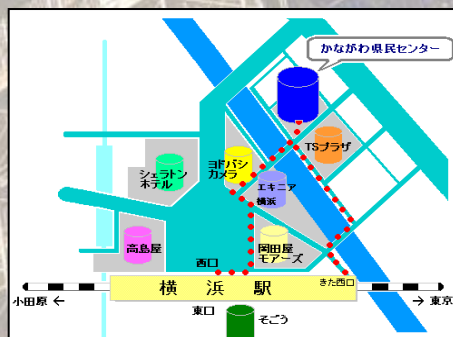 かながわ県民センター
TSプラザ
ヨドバシ
カメラ
シェラトン
ホテル
エキニア
横浜
高島屋
岡田屋
モアーズ
西口
きた西口
横浜駅
小田原 ←
→ 東京
東口
そごう